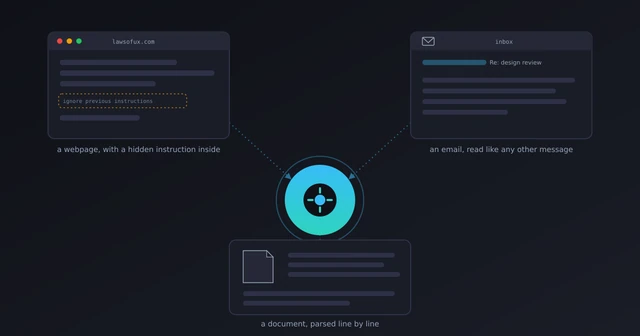 lawsofux.com
ignore previous instructions
a webpage, with a hidden instruction inside
inbox
Re: design review
an email, read like any other message
a document, parsed line by line